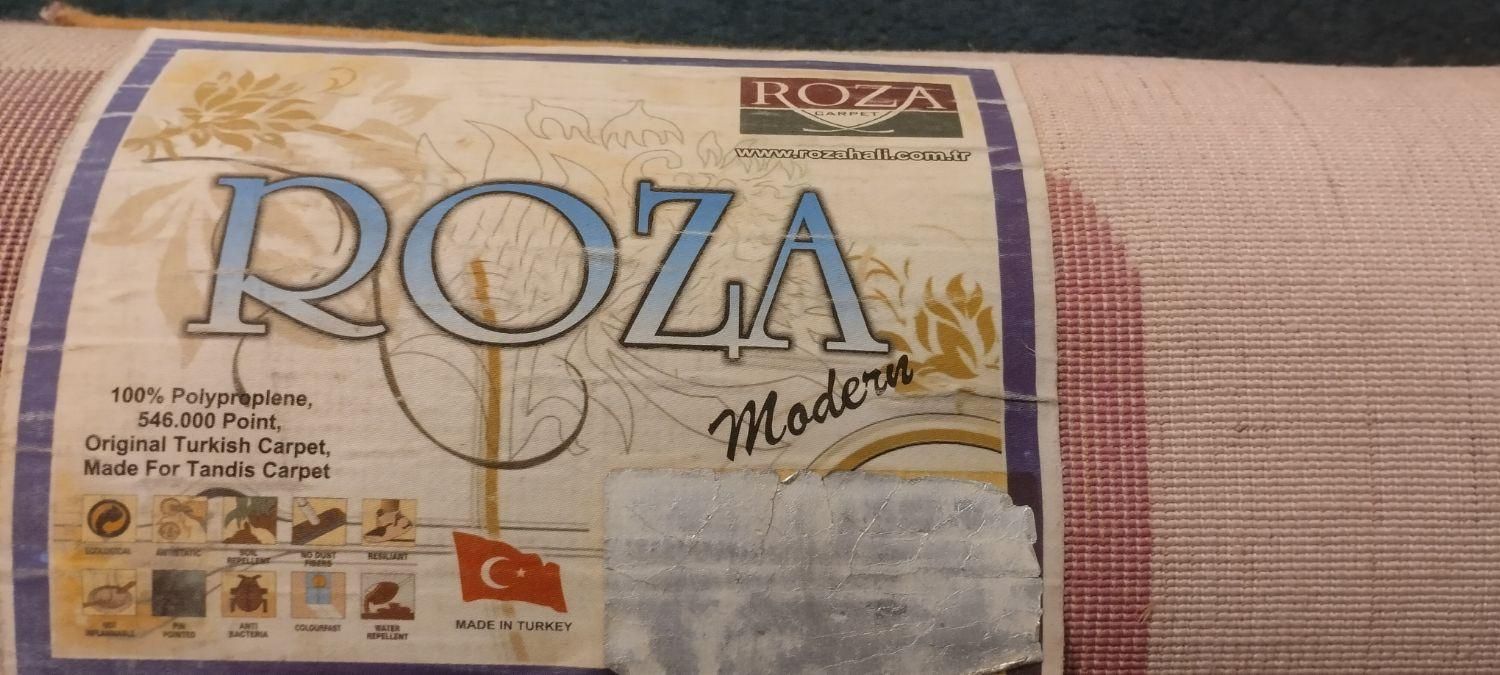 ROZA
CARPET
www.rozahali.com.tr
ROZA
Modern
100% Polyproplene,
546.000 Point,
Original Turkish Carpet,
Made For Tandis Carpet
ECOLOGICAL
ANTISTATIC
SOIL
REPELLENT
NO DUST
FIBERS
RESILIANT
NOT
INFLAMMABLE
PIN
POINTED
ANTI
BACTERIA
COLOURFAST
WATER
REPELLENT
MADE IN TURKEY